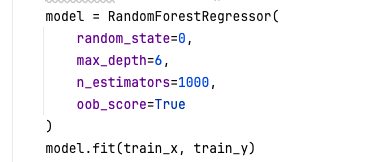 model = RandomForestRegressor(
    random_state=0,
    max_depth=6,
    n_estimators=1000,
    oob_score=True
)
model.fit(train_x, train_y)